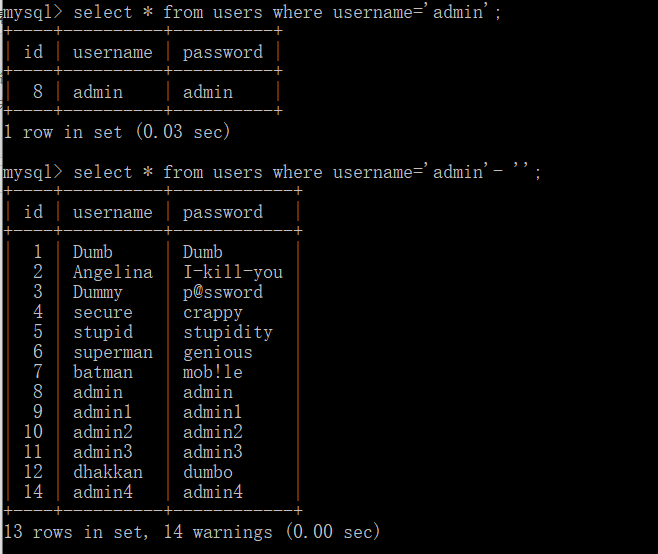 mysql> select * from users where username='admin';
+----+----------+----------+
| id | username | password |
+----+----------+----------+
|  8 | admin    | admin    |
+----+----------+----------+
1 row in set (0.03 sec)
mysql> select * from users where username='admin'- '';
+----+----------+------------+
| id | username | password   |
+----+----------+------------+
|  1 | Dumb     | Dumb       |
|  2 | Angelina | I-kill-you |
|  3 | Dummy    | p@ssword   |
|  4 | secure   | crappy     |
|  5 | stupid   | stupidity  |
|  6 | superman | genious    |
|  7 | batman   | mob!le     |
|  8 | admin    | admin      |
|  9 | admin1   | admin1     |
| 10 | admin2   | admin2     |
| 11 | admin3   | admin3     |
| 12 | dhakkan  | dumbo      |
| 14 | admin4   | admin4     |
+----+----------+------------+
13 rows in set, 14 warnings (0.00 sec)